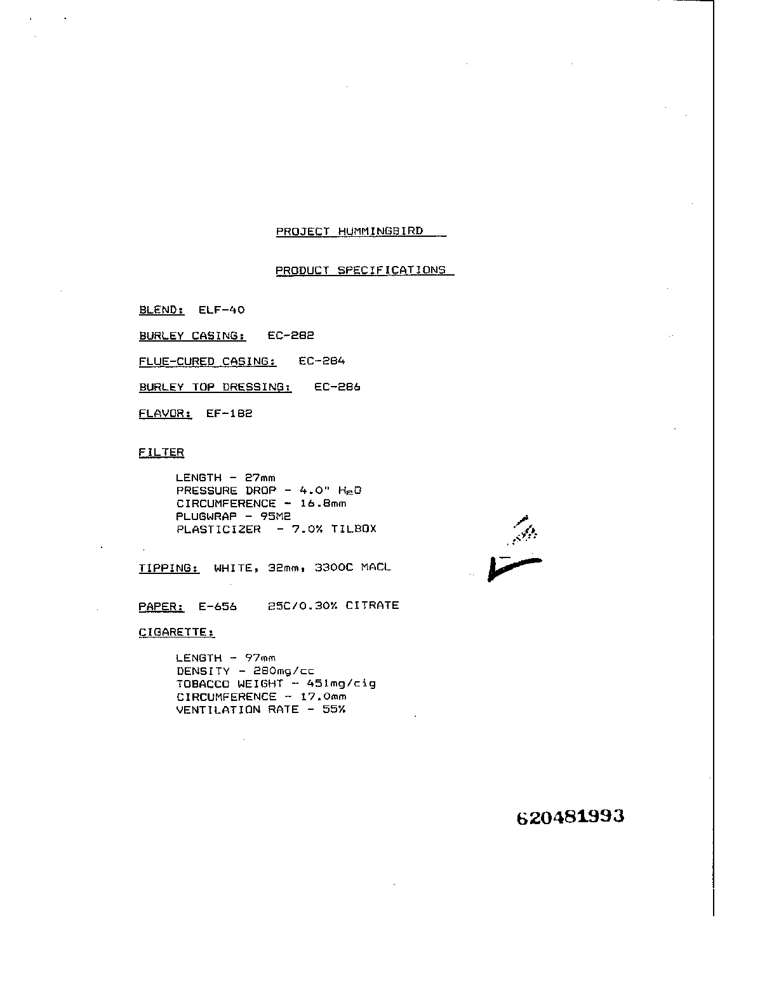 PROJECT HUMMINGBIRD
PRODUCT SPECIFICATIONS
BLEND: ELF-40
BURLEY CASING: EC-282
FLUE-CURED CASING: EC-284
BURLEY TOP DRESSING: EC-286
FLAVOR: EF-182
FILTER
LENGTH - 27mm
PRESSURE DROP - 4.0" H₂O
CIRCUMFERENCE - 16.8mm
PLUGWRAP - 95M2
PLASTICIZER - 7.0% TILBOX
TIPPING: WHITE, 32mm, 3300C MACL
PAPER: E-656 25C/0.30% CITRATE
CIGARETTE:
LENGTH - 97mm
DENSITY - 280mg/cc
TOBACCO WEIGHT - 451mg/cig
CIRCUMFERENCE - 17.0mm
VENTILATION RATE - 55%
620481993